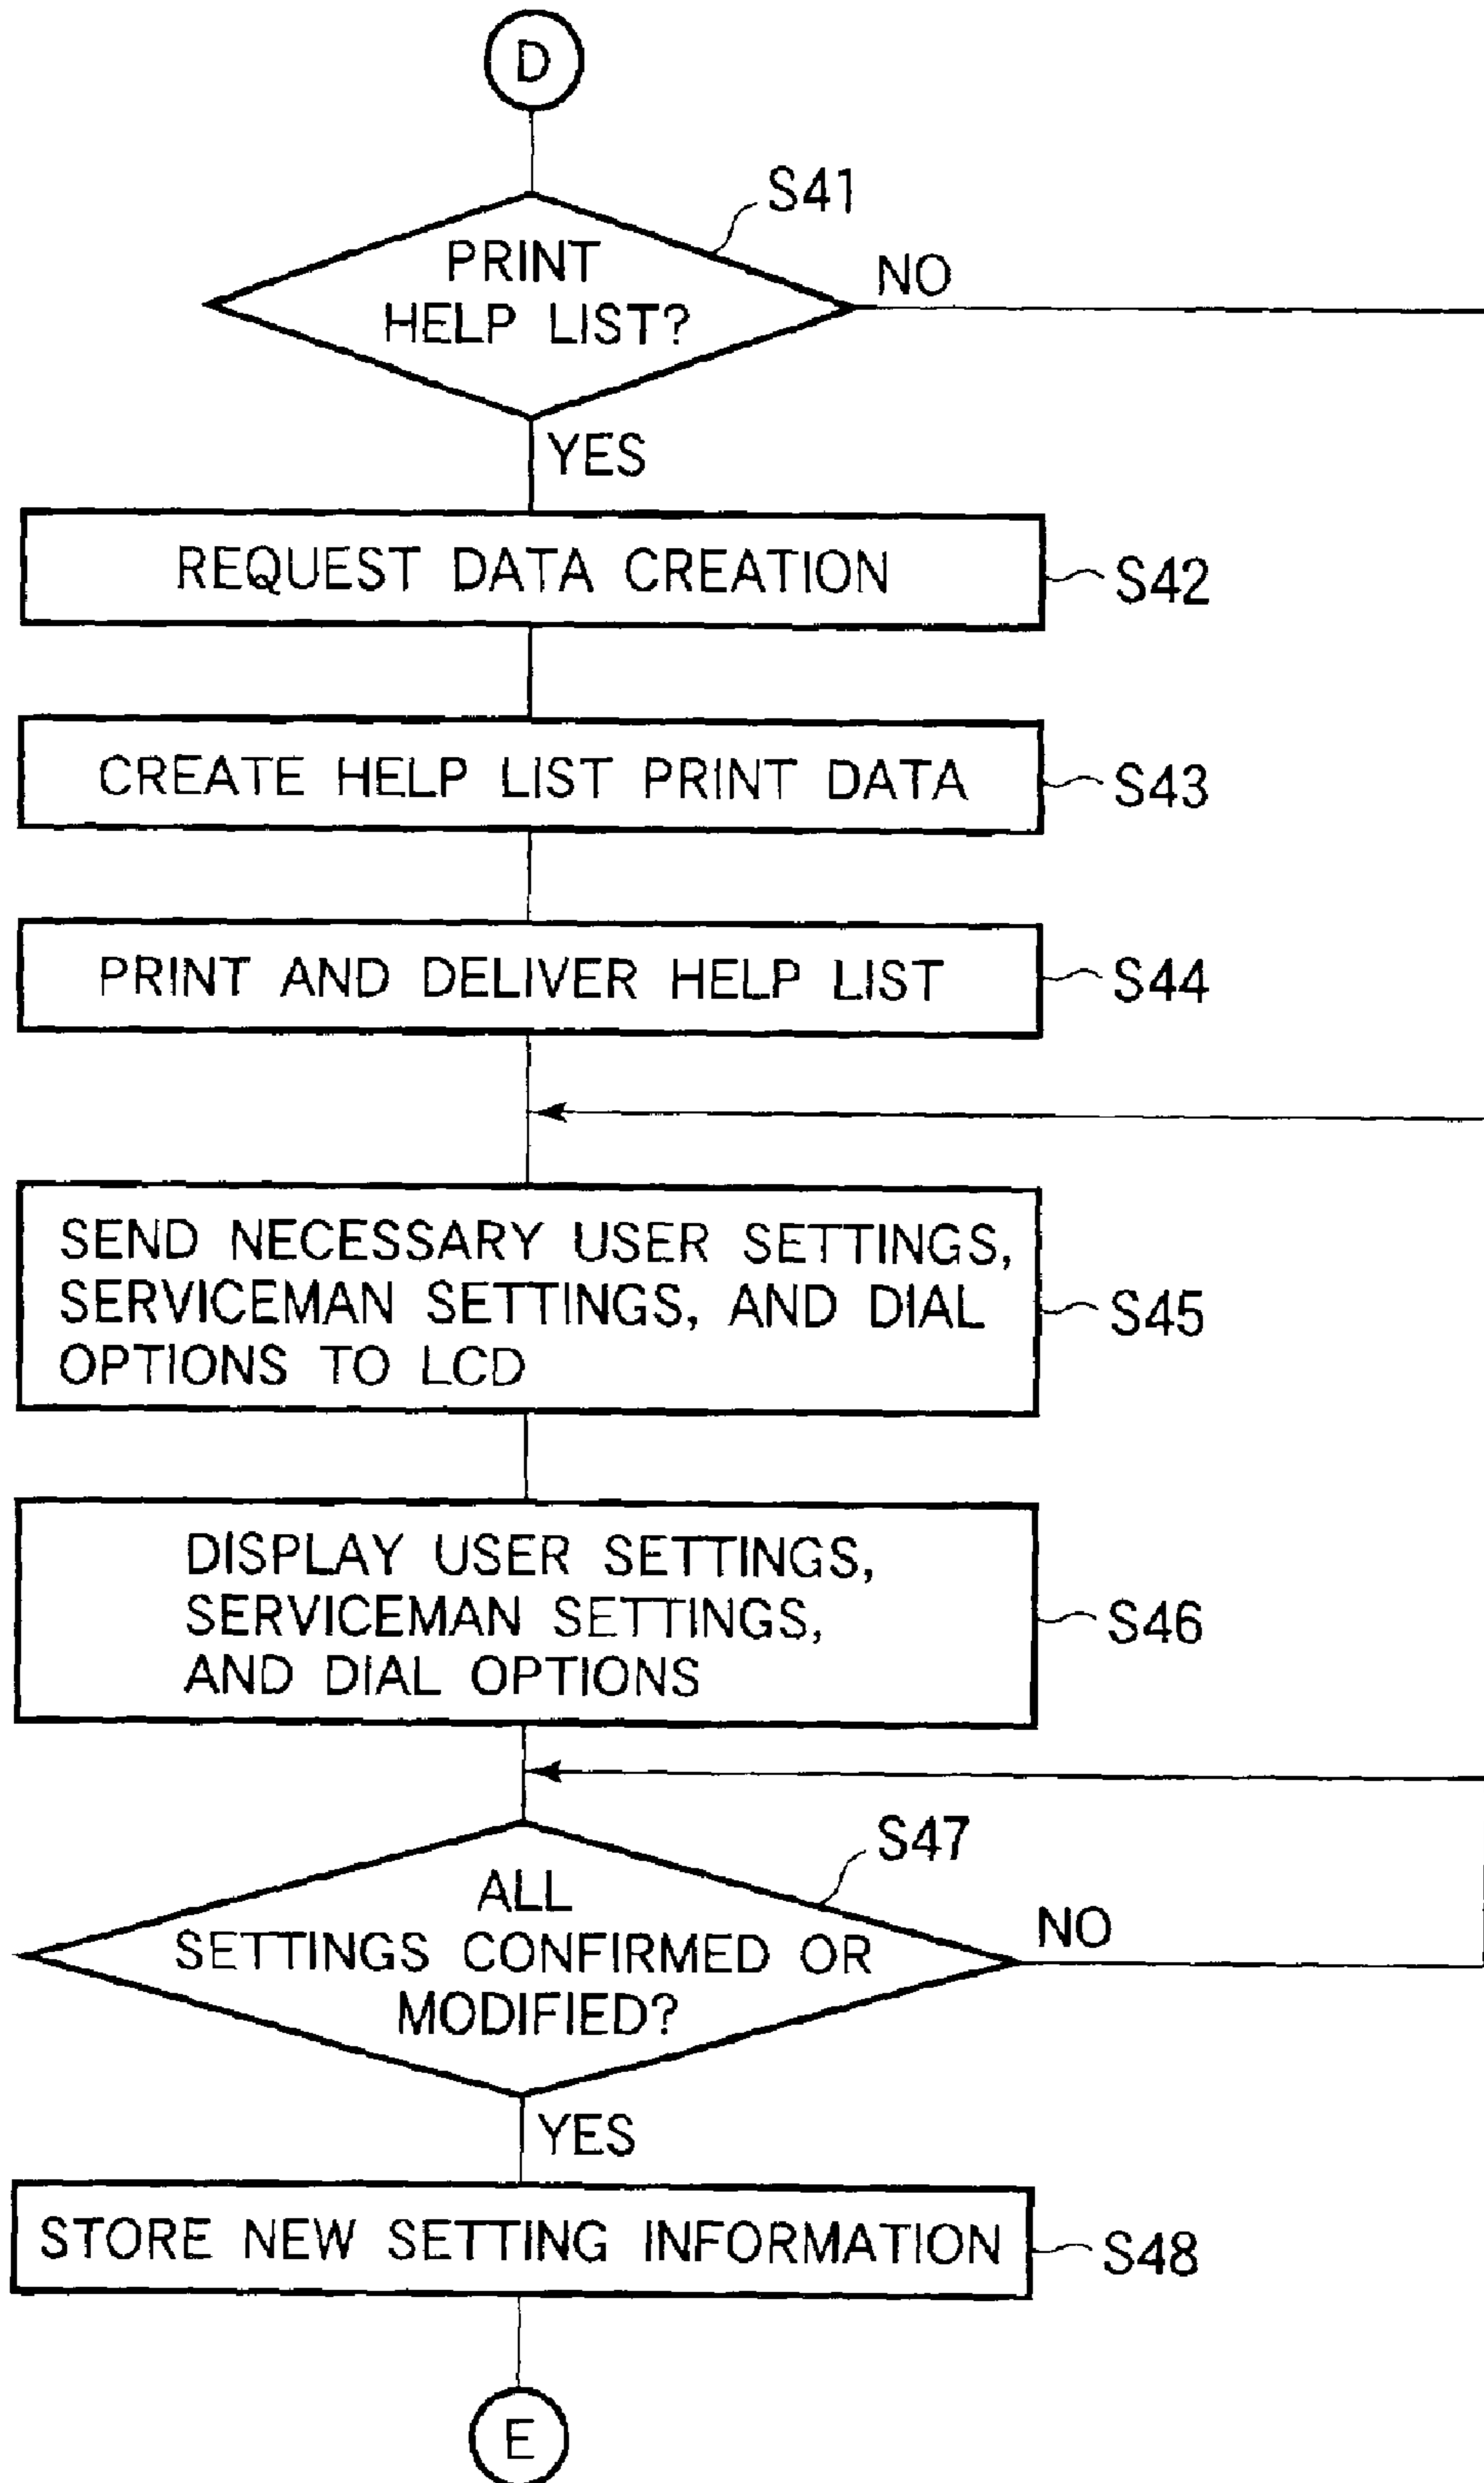 D
S41
PRINT
HELP LIST?
NO
YES
REQUEST DATA CREATION
S42
CREATE HELP LIST PRINT DATA
S43
PRINT AND DELIVER HELP LIST
S44
SEND NECESSARY USER SETTINGS,
SERVICEMAN SETTINGS, AND DIAL
OPTIONS TO LCD
S45
DISPLAY USER SETTINGS,
SERVICEMAN SETTINGS,
AND DIAL OPTIONS
S46
S47
ALL
SETTINGS CONFIRMED OR
MODIFIED?
NO
YES
STORE NEW SETTING INFORMATION
S48
E